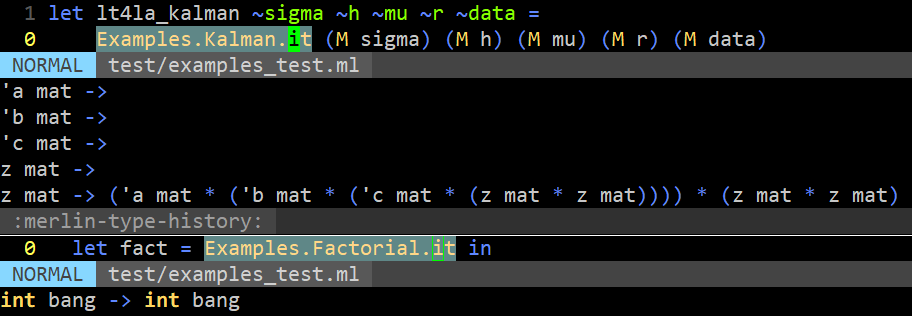 1 let lt4la_kalman ~sigma ~h ~mu ~r ~data =
0 Examples.Kalman.it (M sigma) (M h) (M mu) (M r) (M data)
NORMAL test/examples_test.ml
'a mat ->
'b mat ->
'c mat ->
z mat ->
z mat -> ('a mat * ('b mat * ('c mat * (z mat * z mat)))) * (z mat * z mat)
:merlin-type-history:
0 let fact = Examples.Factorial.it in
NORMAL test/examples_test.ml
int bang -> int bang